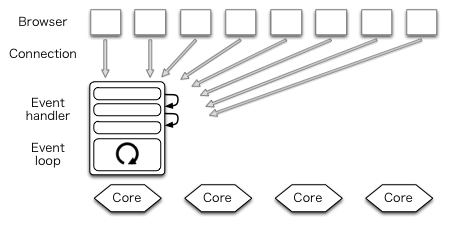 Browser
Connection
Event
handler
Event
loop
Core
Core
Core
Core